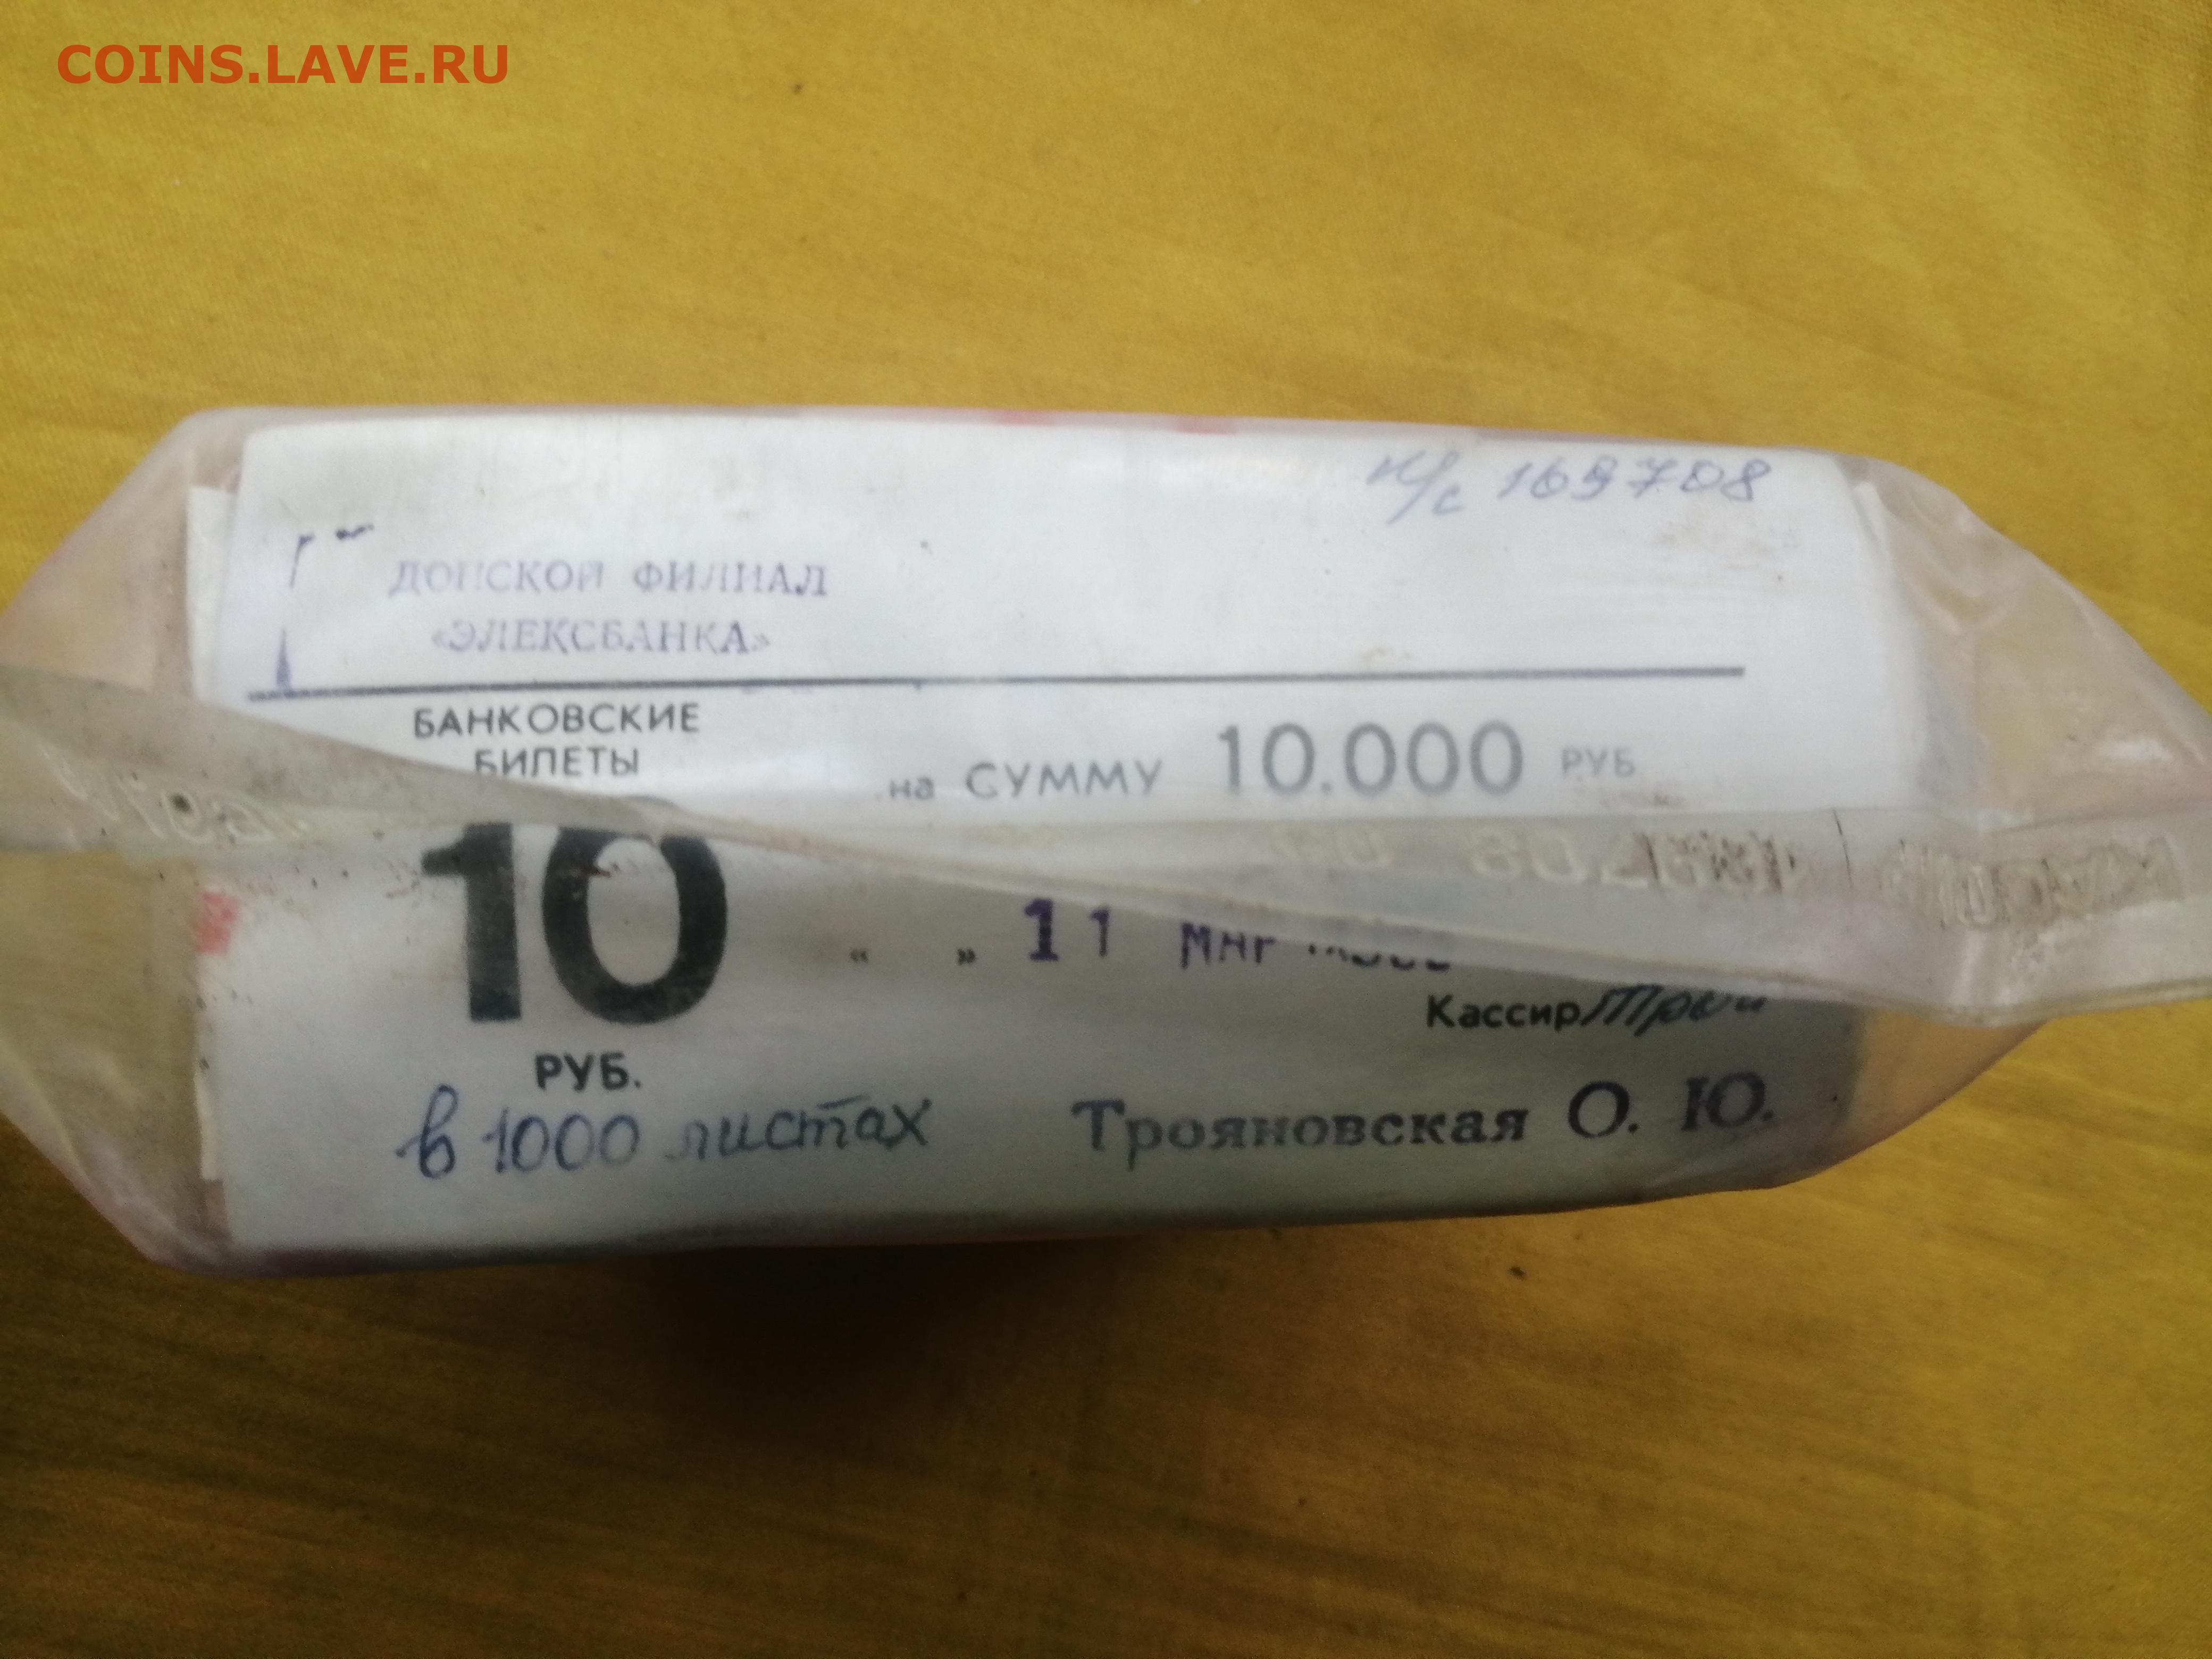 COINS.LAVE.RU
н/с 169708
ДОНСКОЙ ФИЛИАЛ
«ЭЛЕКСБАНКА»
БАНКОВСКИЕ
БИЛЕТЫ
на СУММУ 10.000 РУБ
10
« » 11
Кассир
РУБ.
в 1000 листах
Трояновская О. Ю.